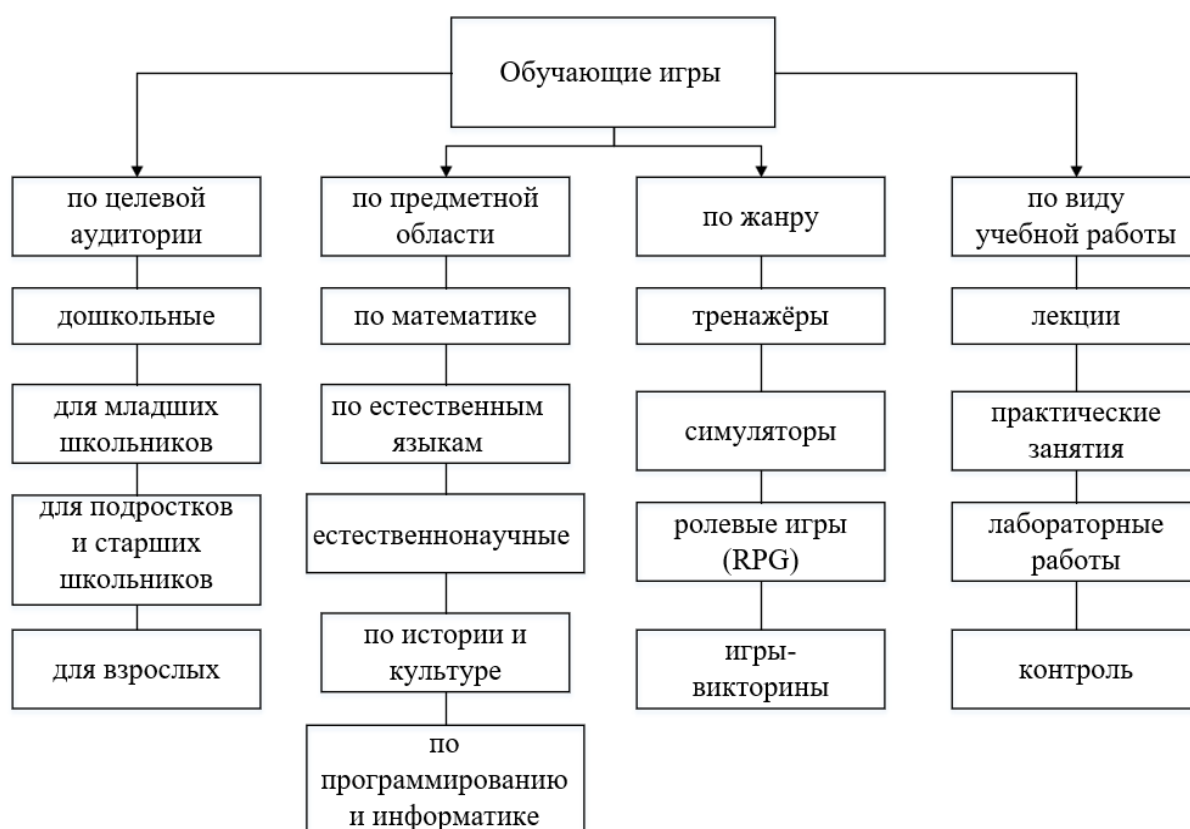 Обучающие игры
по целевой
аудитории
дошкольные
для младших
школьников
для подростков
и старших
школьников
для взрослых
по предметной
области
по математике
по естественным
языкам
естественнонаучные
по истории и
культуре
по
программированию
и информатике
по жанру
тренажёры
симуляторы
ролевые игры
(RPG)
игры-
викторины
по виду
учебной работы
лекции
практические
занятия
лабораторные
работы
контроль